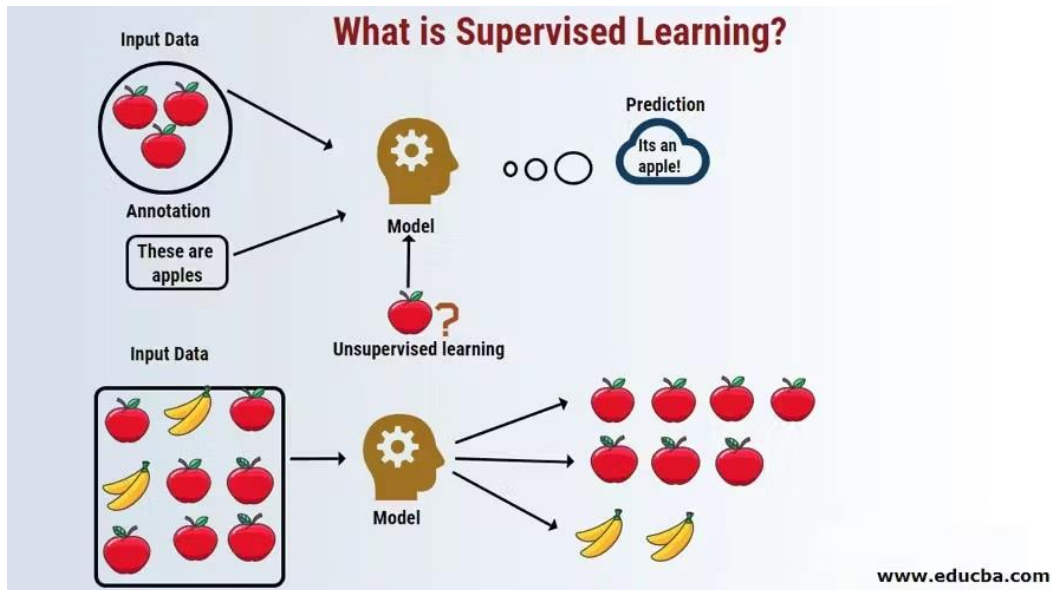 What is Supervised Learning?
Input Data
Annotation
These are
apples
Model
Prediction
Its an
apple!
?
Unsupervised learning
Input Data
Model
www.educba.com